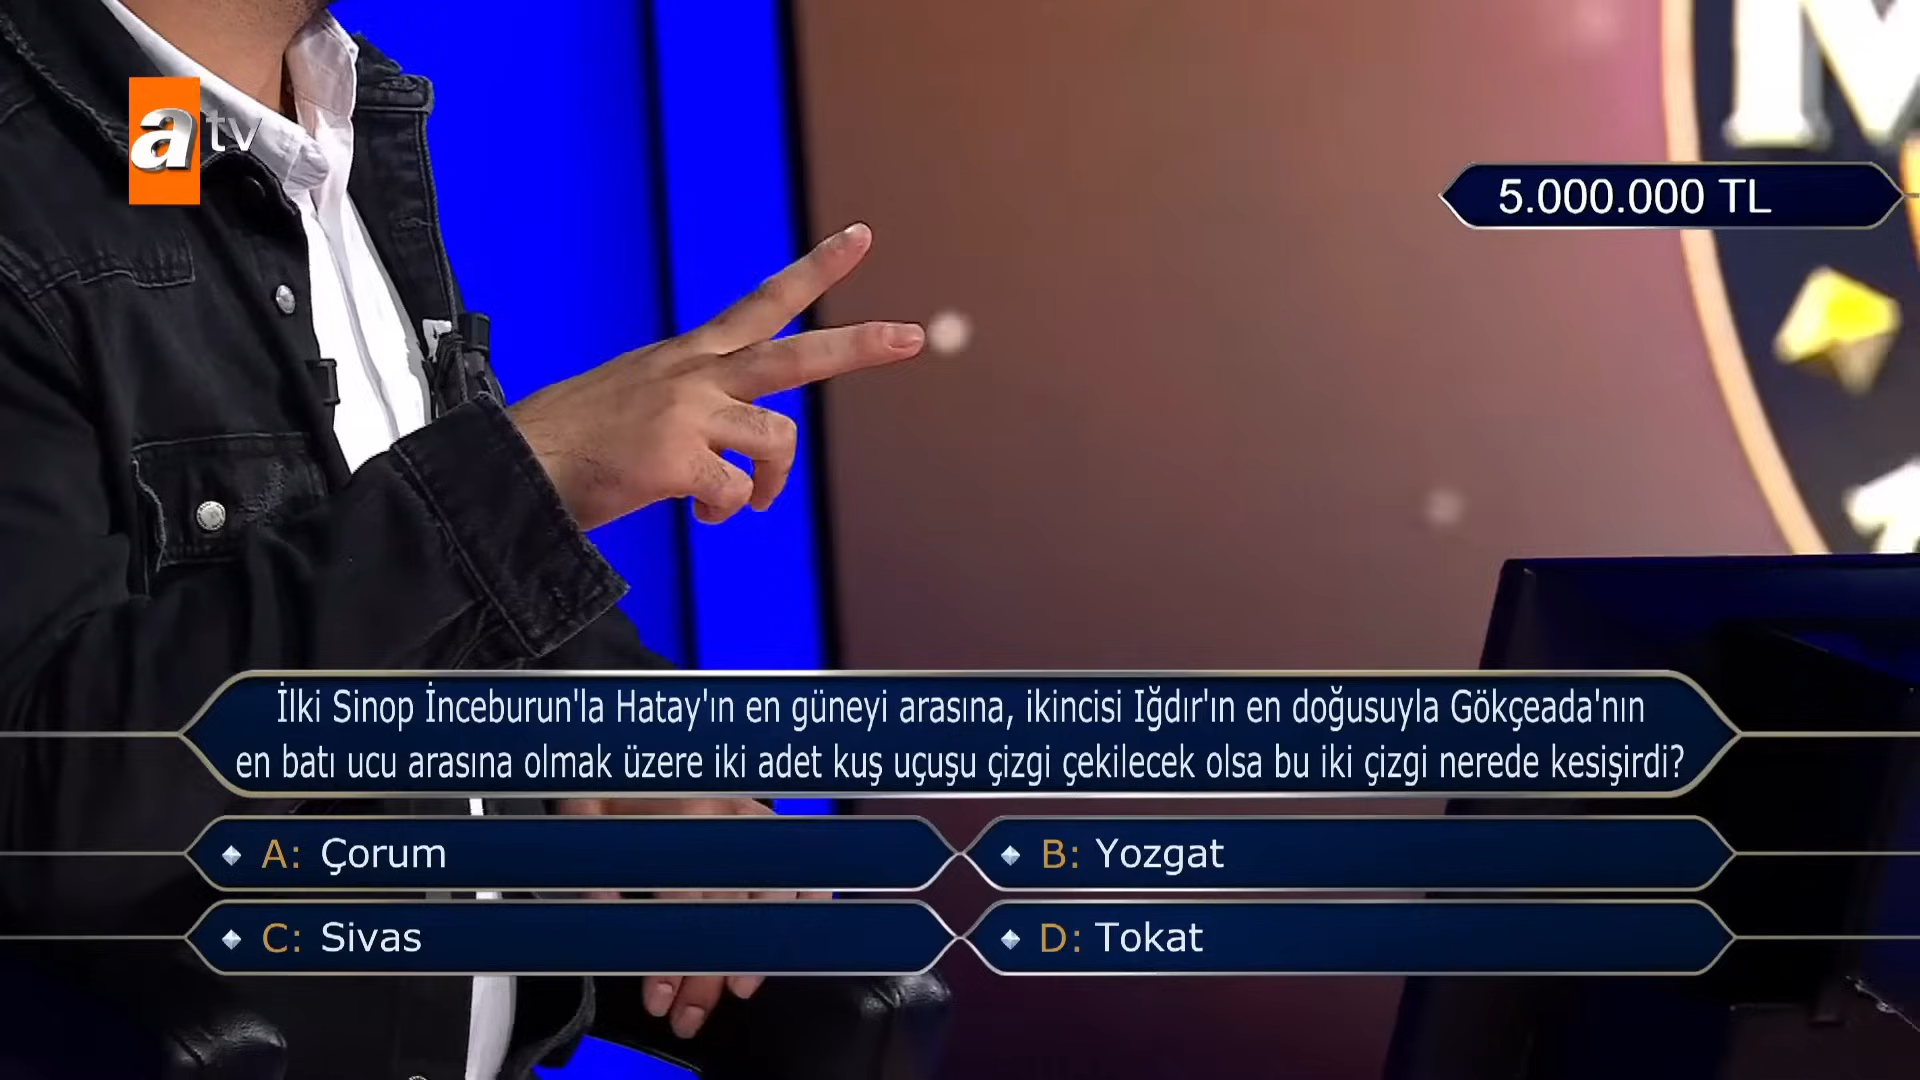 atv
M
5.000.000 TL
İlki Sinop İnceburun'la Hatay'ın en güneyi arasına, ikincisi Iğdır'ın en doğusuyla Gökçeada'nın
en batı ucu arasına olmak üzere iki adet kuş uçuşu çizgi çekilecek olsa bu iki çizgi nerede kesişirdi?
A: Çorum
B: Yozgat
C: Sivas
D: Tokat